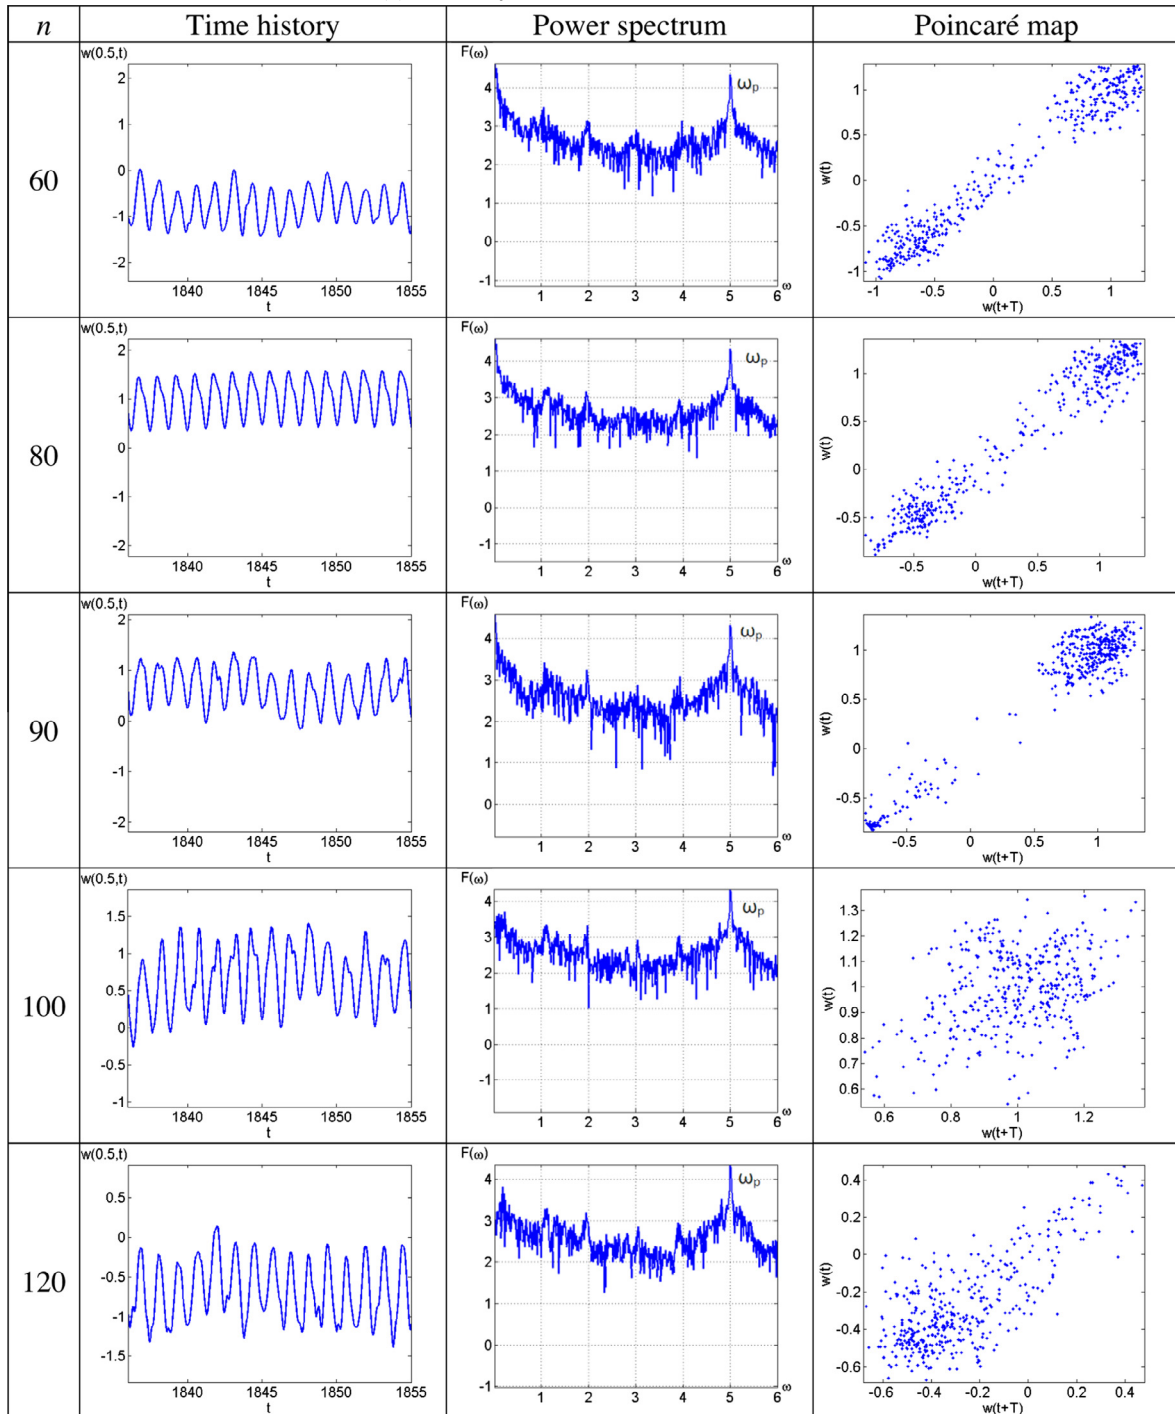 n Time history Power spectrum Poincaré map
60
w(0.5,t)
2
1
0
-1
-2
1840 1845 1850 1855
t
F(ω)
4
3
2
1
0
-1
ωp
1 2 3 4 5 6 ω
w(t)
1
0.5
0
-0.5
-1
-1 -0.5 0 0.5 1
w(t+T)
80
w(0.5,t)
2
1
0
-1
-2
1840 1845 1850 1855
t
F(ω)
4
3
2
1
0
-1
ωp
1 2 3 4 5 6 ω
w(t)
1
0.5
0
-0.5
-0.5 0 0.5 1
w(t+T)
90
w(0.5,t)
2
1
0
-1
-2
1840 1845 1850 1855
t
F(ω)
4
3
2
1
0
ωp
1 2 3 4 5 6 ω
w(t)
1
0.5
0
-0.5
-0.5 0 0.5 1
w(t+T)
100
w(0.5,t)
1.5
1
0.5
0
-0.5
-1
1840 1845 1850 1855
t
F(ω)
4
3
2
1
0
-1
ωp
1 2 3 4 5 6 ω
w(t)
1.3
1.2
1.1
1
0.9
0.8
0.7
0.6
0.6 0.8 1 1.2
w(t+T)
120
w(0.5,t)
0.5
0
-0.5
-1
-1.5
1840 1845 1850 1855
t
F(ω)
4
3
2
1
0
-1
ωp
1 2 3 4 5 6 ω
w(t)
0.4
0.2
0
-0.2
-0.4
-0.6
-0.6 -0.4 -0.2 0 0.2 0.4
w(t+T)